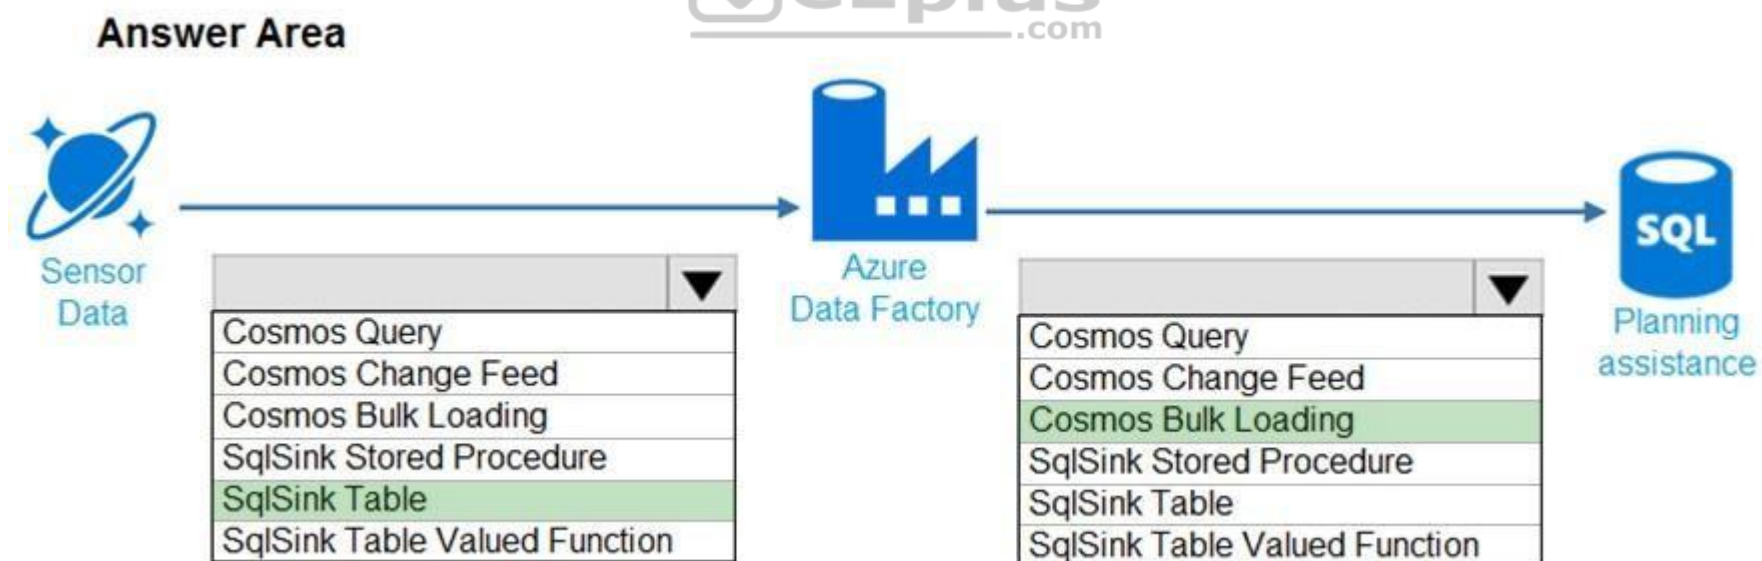 .com
Answer Area
SQL
Sensor
Data
Azure
Data Factory
Planning
assistance
Cosmos Query
Cosmos Change Feed
Cosmos Bulk Loading
SqlSink Stored Procedure
SqlSink Table
SqlSink Table Valued Function
Cosmos Query
Cosmos Change Feed
Cosmos Bulk Loading
SqlSink Stored Procedure
SqlSink Table
SqlSink Table Valued Function